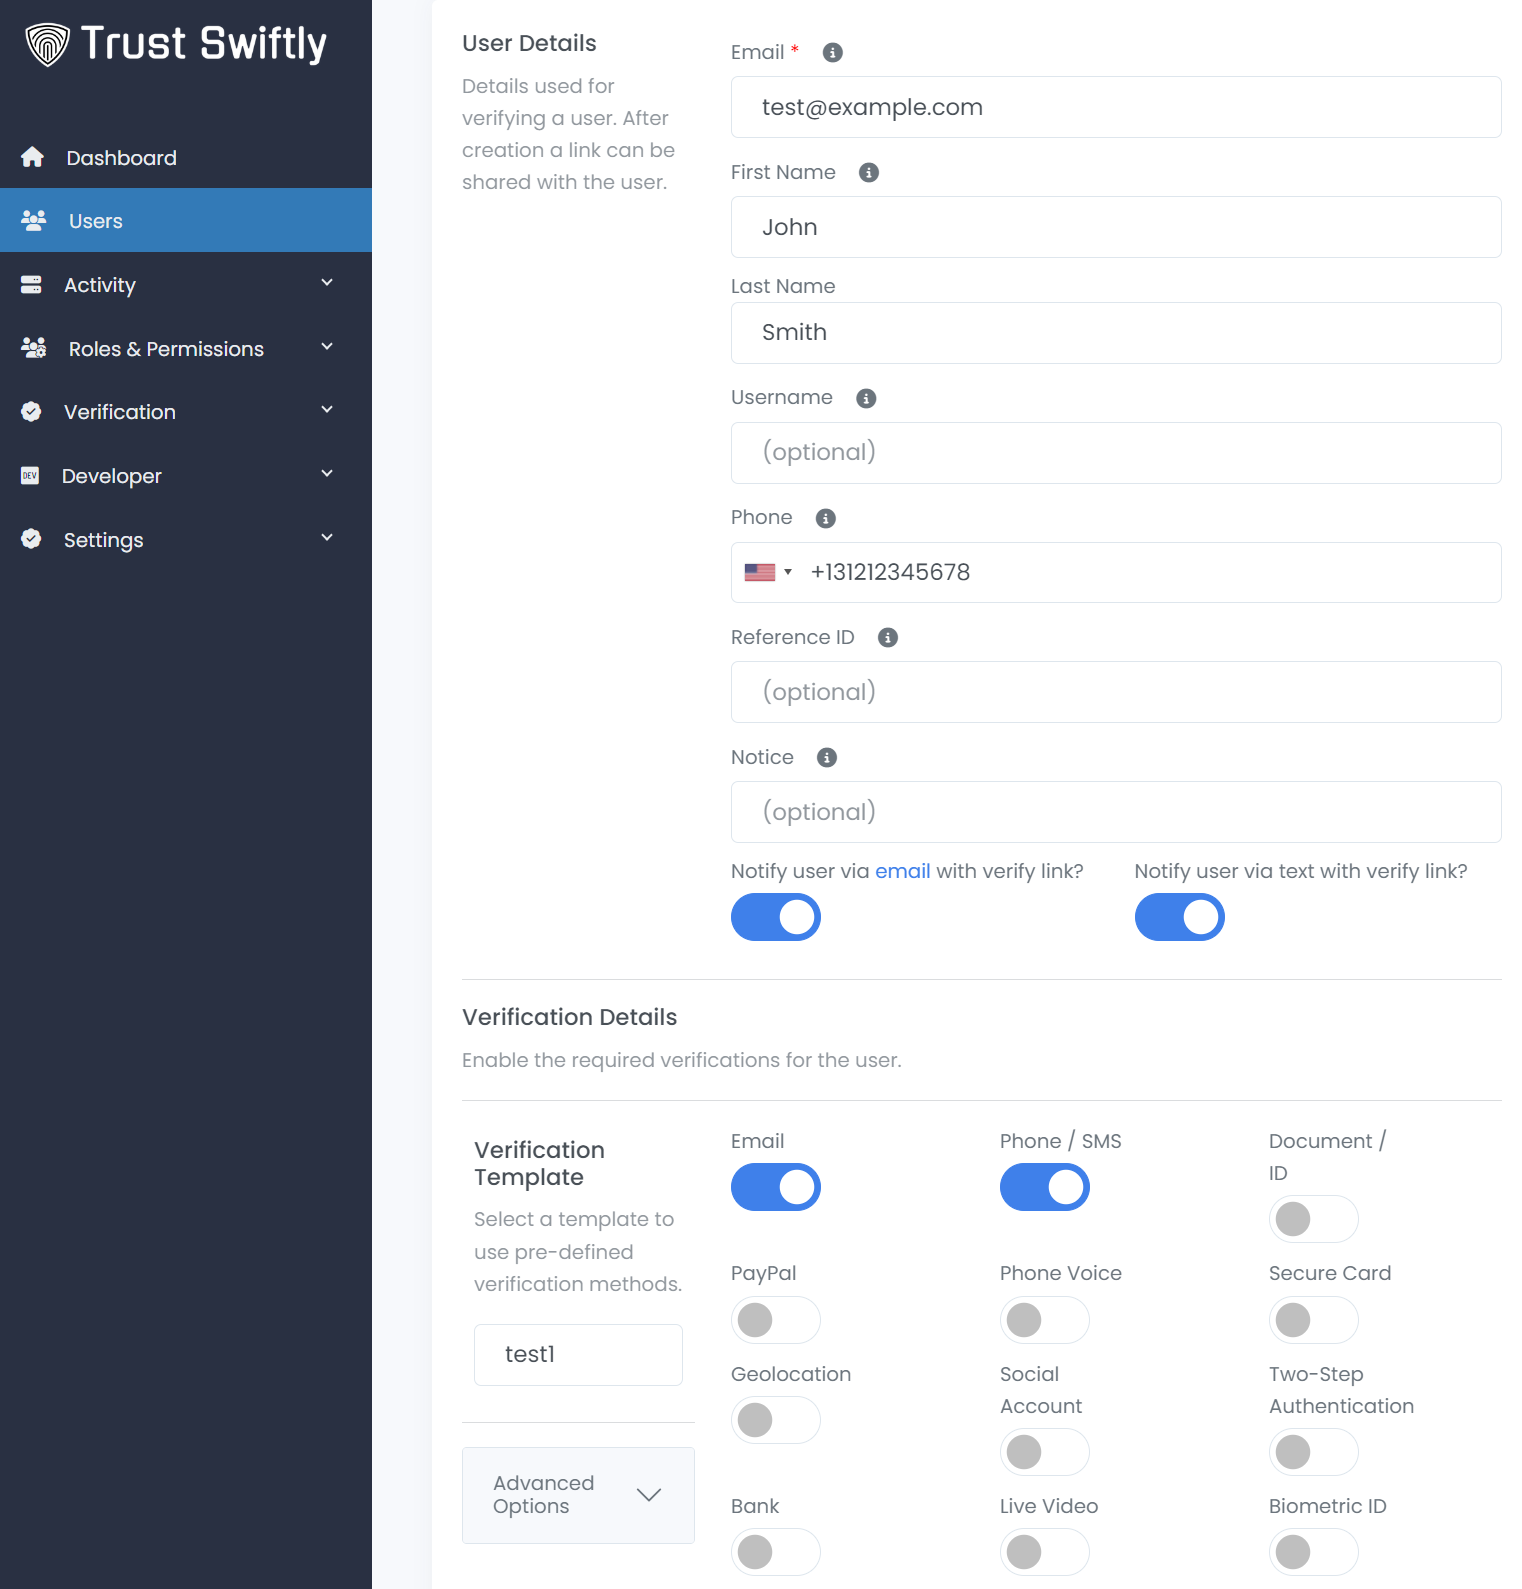 Trust Swiftly
Dashboard
Users
Activity
Roles & Permissions
Verification
DEV
Developer
Settings
User Details
Details used for
verifying a user. After
creation a link can be
shared with the user.
Email *
test@example.com
First Name
John
Last Name
Smith
Username
(optional)
Phone
+131212345678
Reference ID
(optional)
Notice
(optional)
Notify user via email with verify link?
Notify user via text with verify link?
Verification Details
Enable the required verifications for the user.
Verification
Template
Select a template to
use pre-defined
verification methods.
test1
Advanced
Options
Email
Phone / SMS
Document /
ID
PayPal
Phone Voice
Secure Card
Geolocation
Social
Account
Two-Step
Authentication
Bank
Live Video
Biometric ID